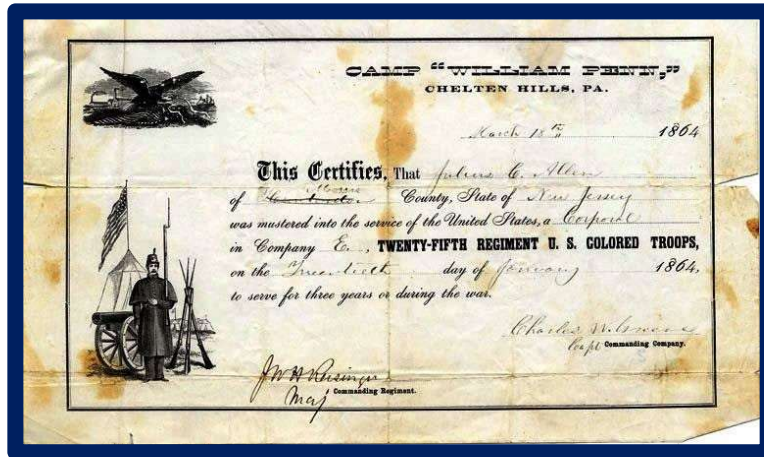 CAMP "WILLIAM PENN,"
CHELTEN HILLS, PA.
March 18th 1864
This Certifies, That Julius C. Allen
Morris
of County, State of New Jersey
was mustered into the service of the United States, a Corporal
in Company E., TWENTY-FIFTH REGIMENT U. S. COLORED TROOPS,
on the Twentieth day of January 1864,
to serve for three years or during the war.
Charles W.
Capt Commanding Company.
J W H Reisinger
Maj Commanding Regiment.